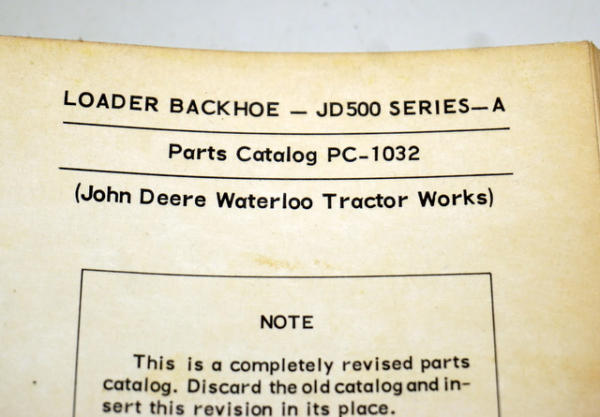 LOADER BACKHOE — JD500 SERIES—A
Parts Catalog PC-1032
(John Deere Waterloo Tractor Works)
NOTE
This is a completely revised parts
catalog. Discard the old catalog and in-
sert this revision in its place.